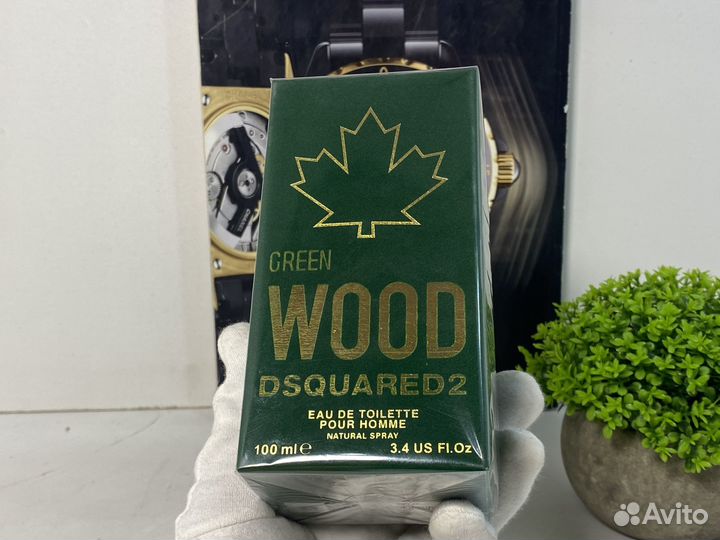 GREEN
WOOD
DSQUARED2
EAU DE TOILETTE
POUR HOMME
NATURAL SPRAY
100 ml e 3.4 US Fl.Oz
Avito